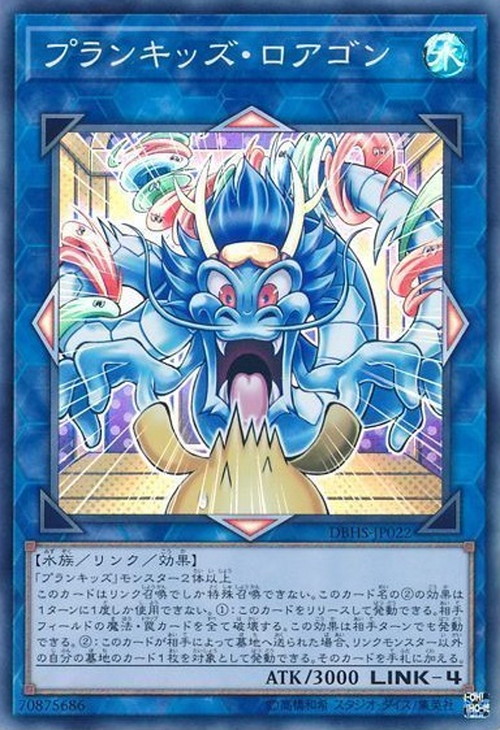 プランキッズ・ロアゴン
水
DBHS-JP022
【水族／リンク／効果】
「プランキッズ」モンスター2体以上
このカードはリンク召喚でしか特殊召喚できない。このカード名の②の効果は
1ターンに1度しか使用できない。①：このカードをリリースして発動できる。相手
フィールドの魔法・罠カードを全て破壊する。この効果は相手ターンでも発動
できる。②：このカードが相手によって墓地へ送られた場合、リンクモンスター以外
の自分の墓地のカード1枚を対象として発動できる。そのカードを手札に加える。
ATK/3000 LINK-4
70875686
©高橋和希 スタジオ・ダイス/集英社